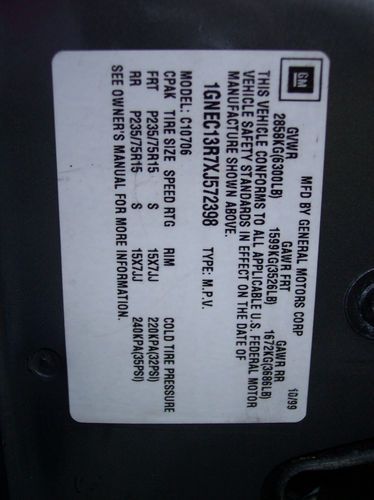 GM
MFD BY GENERAL MOTORS CORP 10/99
GVWR GAWR FRT GAWR RR
2858KG(6300LB) 1599KG(3526LB) 1672KG(3686LB)
THIS VEHICLE CONFORMS TO ALL APPLICABLE U.S. FEDERAL MOTOR
VEHICLE SAFETY STANDARDS IN EFFECT ON THE DATE OF
MANUFACTURE SHOWN ABOVE.
1GNEC13R7XJ572398 TYPE: M.P.V.
MODEL: C10706
CPAK TIRE SIZE SPEED RTG RIM COLD TIRE PRESSURE
FRT P235/75R15 S 15X7JJ 220KPA(32PSI)
RR P235/75R15 S 15X7JJ 240KPA(35PSI)
SEE OWNER'S MANUAL FOR MORE INFORMATION.